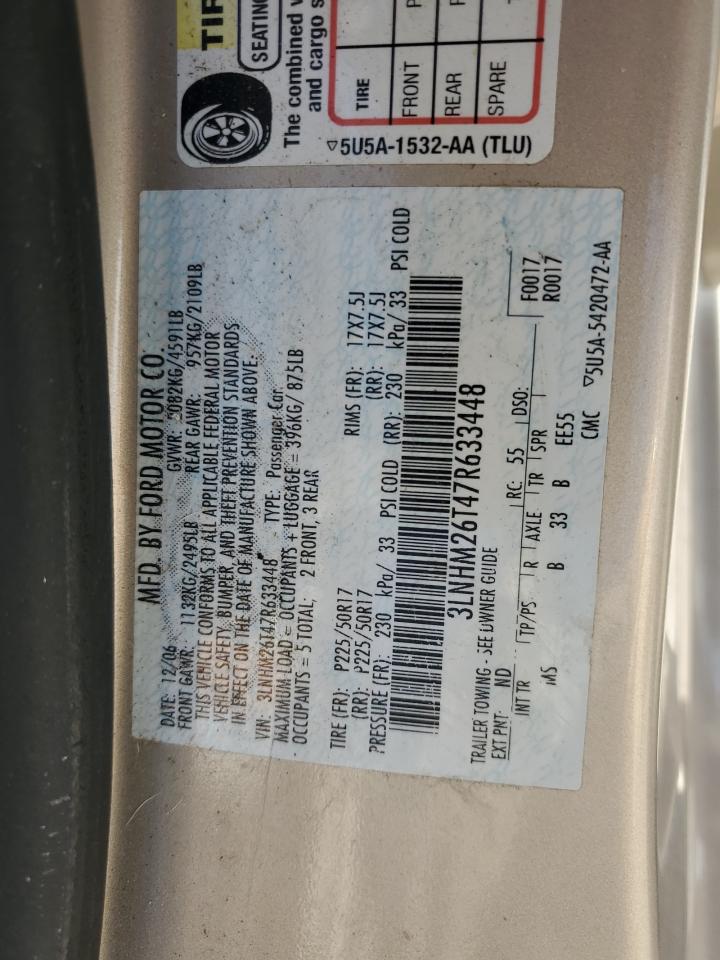 MFD. BY FORD MOTOR CO.
DATE: 12/06 GVWR: 2082KG/4591LB
FRONT GAWR: 1132KG/2495LB REAR GAWR: 957KG/2109LB
THIS VEHICLE CONFORMS TO ALL APPLICABLE FEDERAL MOTOR
VEHICLE SAFETY, BUMPER, AND THEFT PREVENTION STANDARDS
IN EFFECT ON THE DATE OF MANUFACTURE SHOWN ABOVE.
VIN: 3LNHM26T47R633448 TYPE: Passenger Car
MAXIMUM LOAD = OCCUPANTS + LUGGAGE = 396KG/ 875LB
OCCUPANTS = 5 TOTAL; 2 FRONT, 3 REAR
TIRE (FR): P225/50R17 RIMS (FR): 17X7.5J
(RR): P225/50R17 (RR): 17X7.5J
PRESSURE (FR): 230 kPa/ 33 PSI COLD (RR): 230 kPa/ 33 PSI COLD
3LNHM26T47R633448
TRAILER TOWING - SEE OWNER GUIDE
EXT PNT: ND RC: 55 DSO: F0017
R0017
INT TR TP/PS R AXLE TR SPR
MS B 33 B EE55
CMC ▽5U5A-5420472-AA
TIR
SEATING
The combined w
and cargo s
TIRE
FRONT P
REAR P
SPARE T
▽5U5A-1532-AA (TLU)